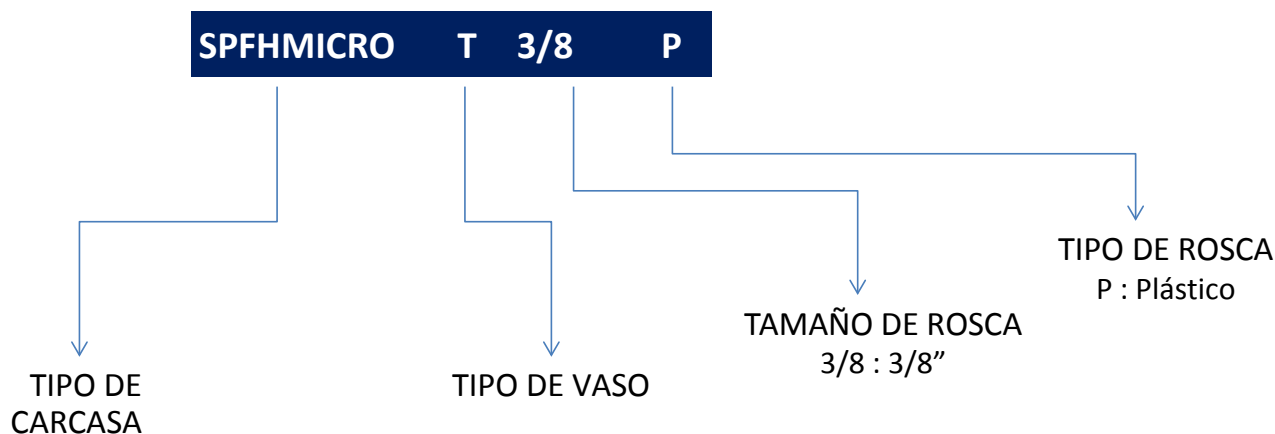 SPFHMICRO T 3/8 P
TIPO DE ROSCA
P : Plástico
TAMAÑO DE ROSCA
3/8 : 3/8”
TIPO DE VASO
TIPO DE
CARCASA